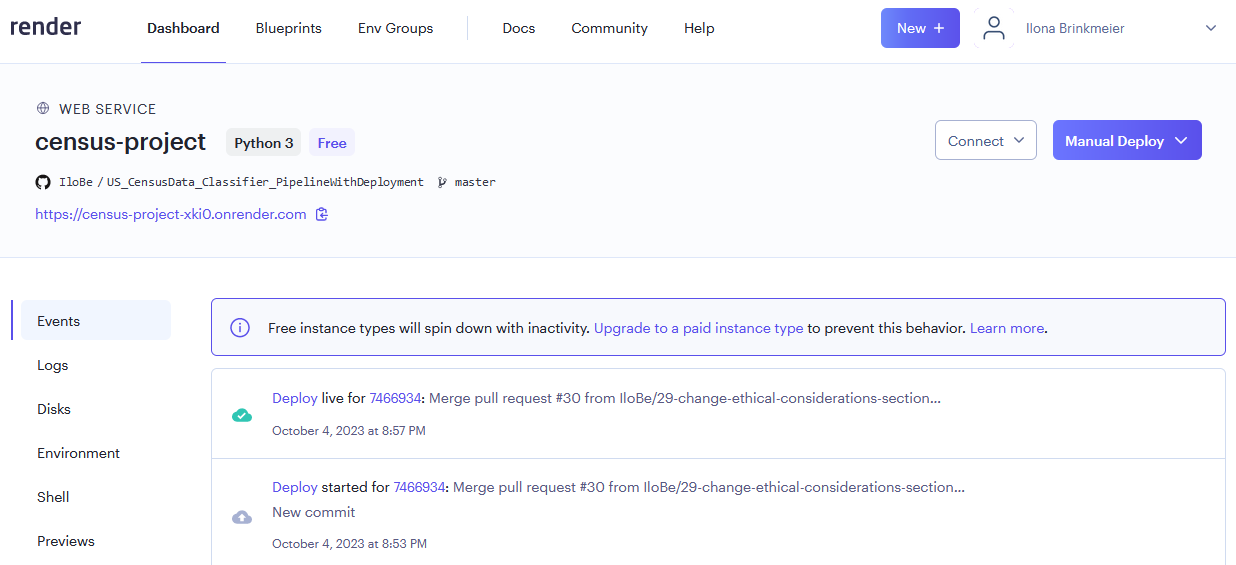 render
Dashboard Blueprints Env Groups Docs Community Help New + Ilona Brinkmeier
WEB SERVICE
census-project Python 3 Free Connect Manual Deploy
IloBe / US_CensusData_Classifier_PipelineWithDeployment master
https://census-project-xki0.onrender.com
Events
Logs
Disks
Environment
Shell
Previews
Free instance types will spin down with inactivity. Upgrade to a paid instance type to prevent this behavior. Learn more.
Deploy live for 7466934: Merge pull request #30 from IloBe/29-change-ethical-considerations-section...
October 4, 2023 at 8:57 PM
Deploy started for 7466934: Merge pull request #30 from IloBe/29-change-ethical-considerations-section...
New commit
October 4, 2023 at 8:53 PM